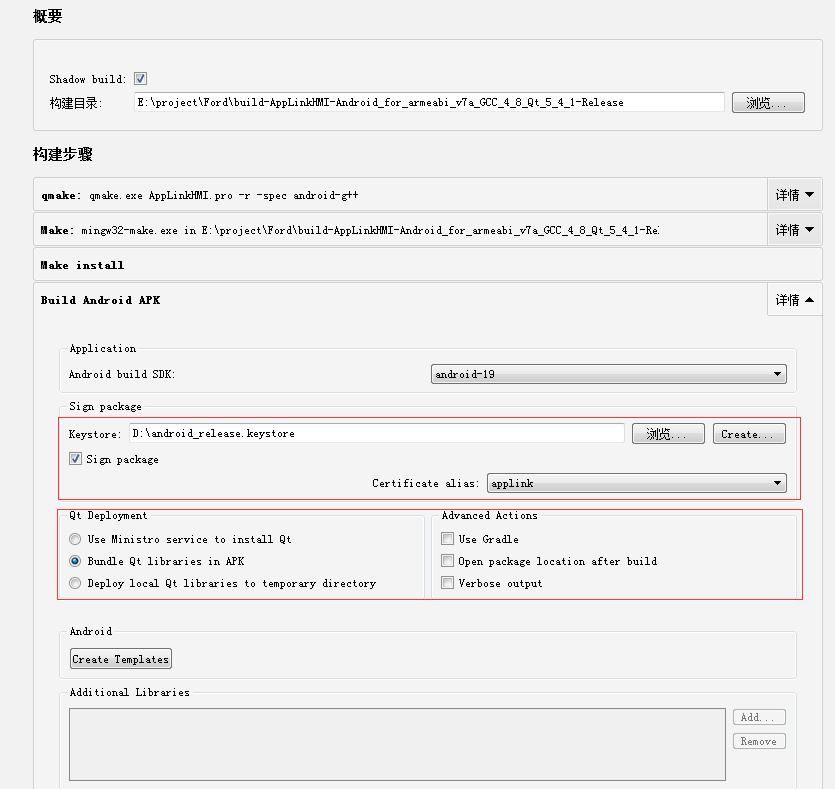 概要
Shadow build:
构建目录: E:\project\Ford\build-AppLinkHMI-Android_for_armeabi_v7a_GCC_4_8_Qt_5_4_1-Release 浏览...
构建步骤
qmake: qmake.exe AppLinkHMI.pro -r -spec android-g++ 详情
Make: mingw32-make.exe in E:\project\Ford\build-AppLinkHMI-Android_for_armeabi_v7a_GCC_4_8_Qt_5_4_1-Rel 详情
Make install
Build Android APK 详情
Application
Android build SDK: android-19
Sign package
Keystore: D:\android_release.keystore 浏览... Create...
Sign package
Certificate alias: applink
Qt Deployment
Use Ministro service to install Qt
Bundle Qt libraries in APK
Deploy local Qt libraries to temporary directory
Advanced Actions
Use Gradle
Open package location after build
Verbose output
Android
Create Templates
Additional Libraries
Add...
Remove